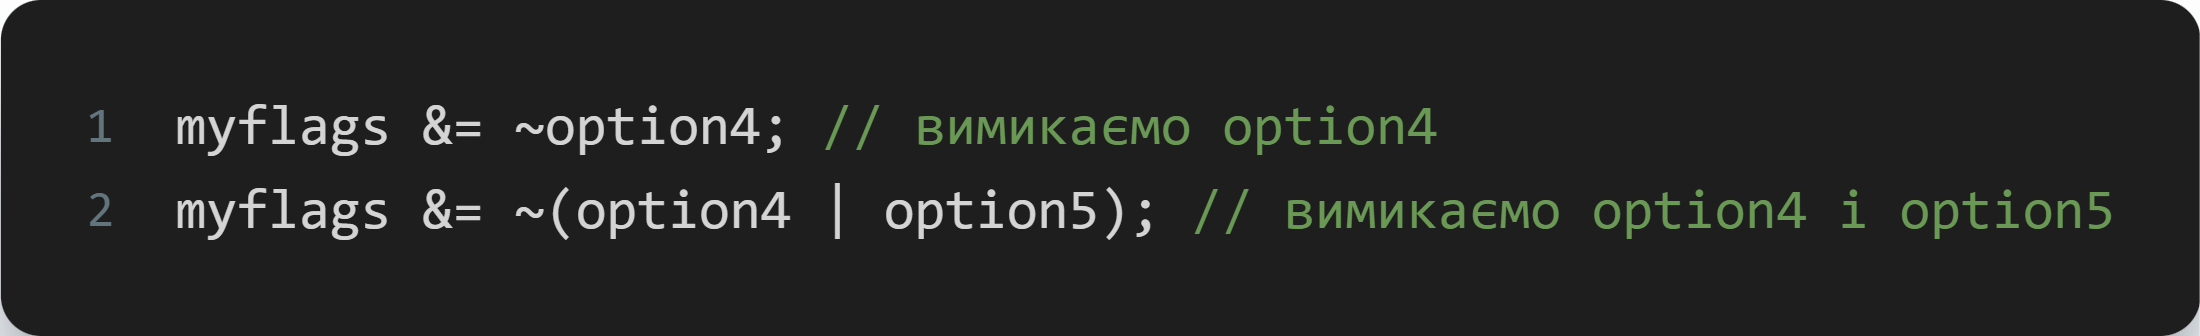 1 myflags &= ~option4; // вимикаємо option4
2 myflags &= ~(option4 | option5); // вимикаємо option4 і option5